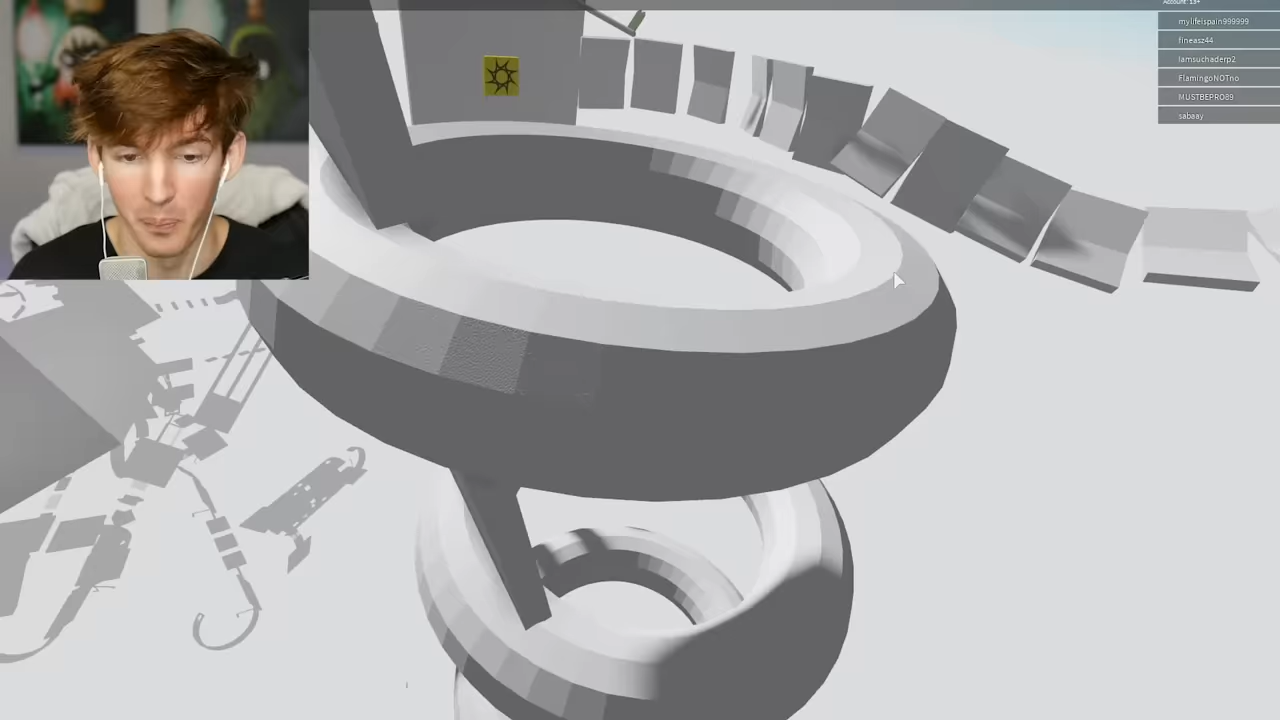 Account: 13+
mylifeispain999999
fineasz44
Iamsuchaderp2
FlamingoNOTno
MUSTBEPRO89
sabaay